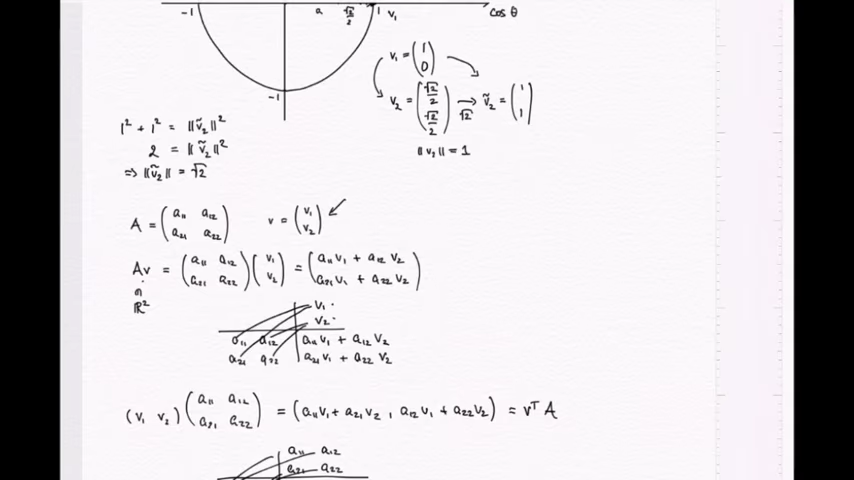 -1 a √2/2 1 v₁ cos θ
-1
v₁ = (1 0)
v₂ = (√2/2 √2/2) → √2 ṽ₂ = (1 1)
‖v₂‖ = 1
1² + 1² = ‖ṽ₂‖²
2 = ‖ṽ₂‖²
⇒ ‖ṽ₂‖ = √2
A = (a₁₁ a₁₂ a₂₁ a₂₂) v = (v₁ v₂)
Av = (a₁₁ a₁₂ a₂₁ a₂₂)(v₁ v₂) = (a₁₁v₁ + a₁₂v₂ a₂₁v₁ + a₂₂v₂)
∩
ℝ²
v₁
v₂
a₁₁ a₁₂ a₁₁v₁ + a₁₂v₂
a₂₁ a₂₂ a₂₁v₁ + a₂₂v₂
(v₁ v₂)(a₁₁ a₁₂ a₂₁ a₂₂) = (a₁₁v₁ + a₂₁v₂, a₁₂v₁ + a₂₂v₂) = vᵀA
a₁₁ a₁₂
a₂₁ a₂₂